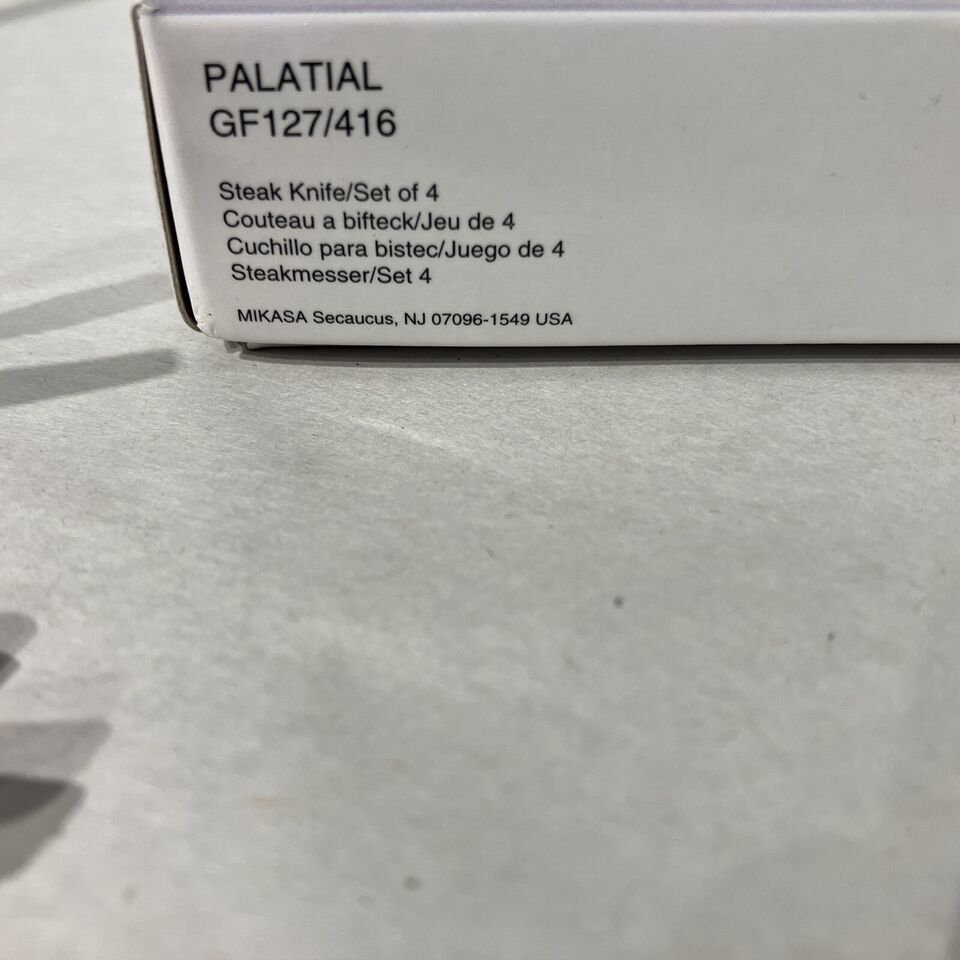 PALATIAL
GF127/416
Steak Knife/Set of 4
Couteau a bifteck/Jeu de 4
Cuchillo para bistec/Juego de 4
Steakmesser/Set 4
MIKASA Secaucus, NJ 07096-1549 USA